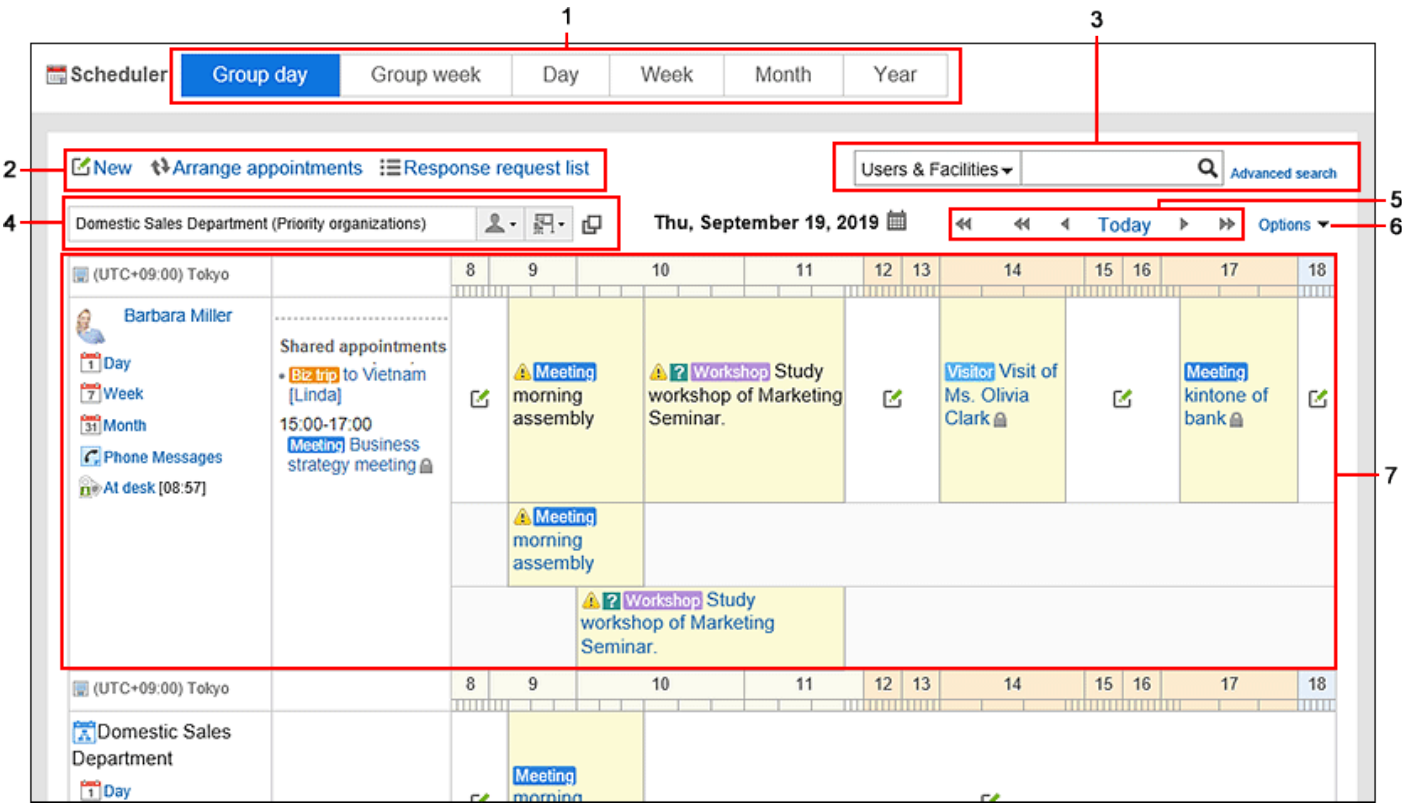 1
3
Scheduler Group day Group week Day Week Month Year
2
New Arrange appointments Response request list
Users & Facilities
Advanced search
4
Domestic Sales Department (Priority organizations)
Thu, September 19, 2019
Today
5
Options
6
(UTC+09:00) Tokyo
8 9 10 11 12 13 14 15 16 17 18
Barbara Miller
1 Day
7 Week
31 Month
Phone Messages
At desk [08:57]
Shared appointments
• Biz trip to Vietnam
[Linda]
15:00-17:00
Meeting Business
strategy meeting
Meeting
morning
assembly
? Workshop Study
workshop of Marketing
Seminar.
Visitor Visit of
Ms. Olivia
Clark
Meeting
kintone of
bank
7
Meeting
morning
assembly
? Workshop Study
workshop of Marketing
Seminar.
(UTC+09:00) Tokyo
8 9 10 11 12 13 14 15 16 17 18
Domestic Sales
Department
1 Day
Meeting
morning